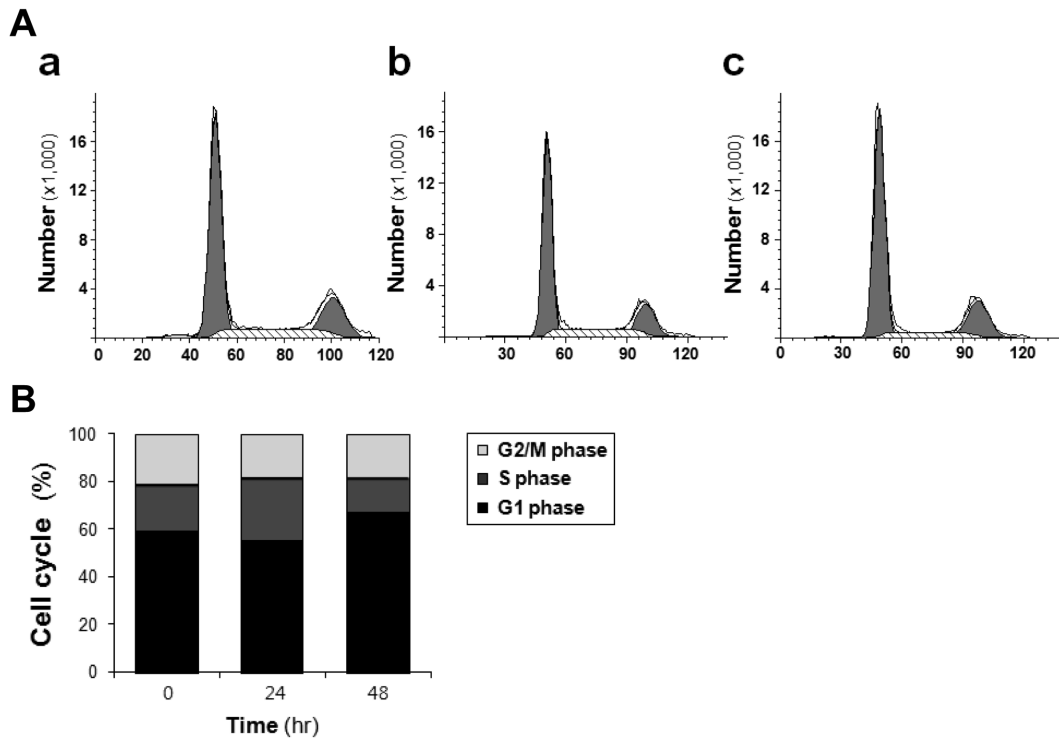 A
a
b
c
Number (x1,000)
16
12
8
4
0
20
40
60
80
100
120
Number (x1,000)
16
12
8
4
30
60
90
120
Number (x1,000)
16
12
8
4
0
30
60
90
120
B
Cell cycle (%)
100
80
60
40
20
0
0
24
48
Time (hr)
G2/M phase
S phase
G1 phase